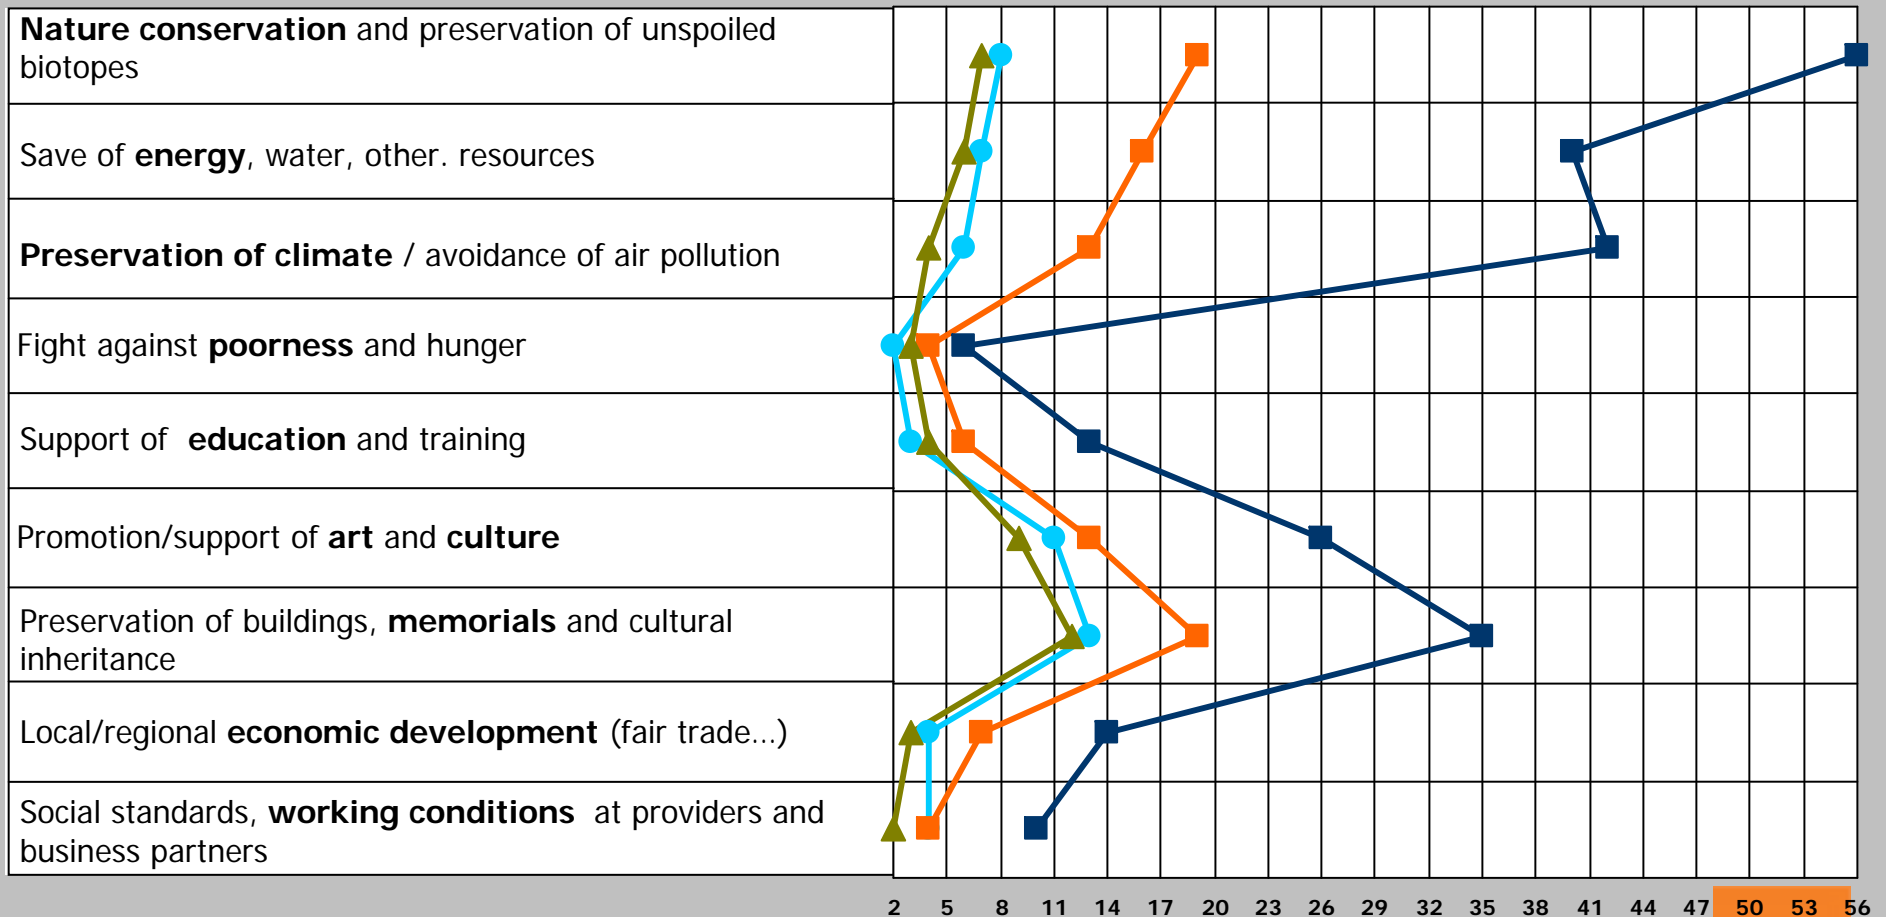 Nature conservation and preservation of unspoiled
biotopes
Save of energy, water, other. resources
Preservation of climate / avoidance of air pollution
Fight against poorness and hunger
Support of education and training
Promotion/support of art and culture
Preservation of buildings, memorials and cultural
inheritance
Local/regional economic development (fair trade...)
Social standards, working conditions at providers and
business partners
2 5 8 11 14 17 20 23 26 29 32 35 38 41 44 47 50 53 56